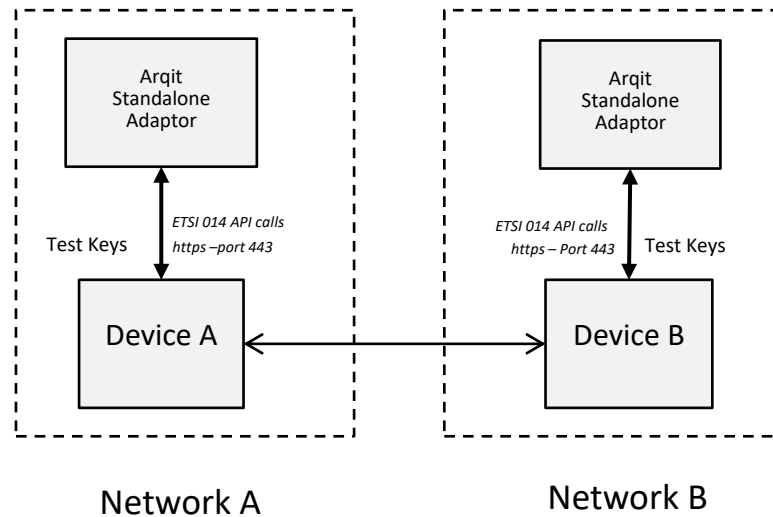 Arqit
Standalone
Adaptor
ETSI 014 API calls
https –port 443
Test Keys
Device A
Network A
Arqit
Standalone
Adaptor
ETSI 014 API calls
https – Port 443
Test Keys
Device B
Network B